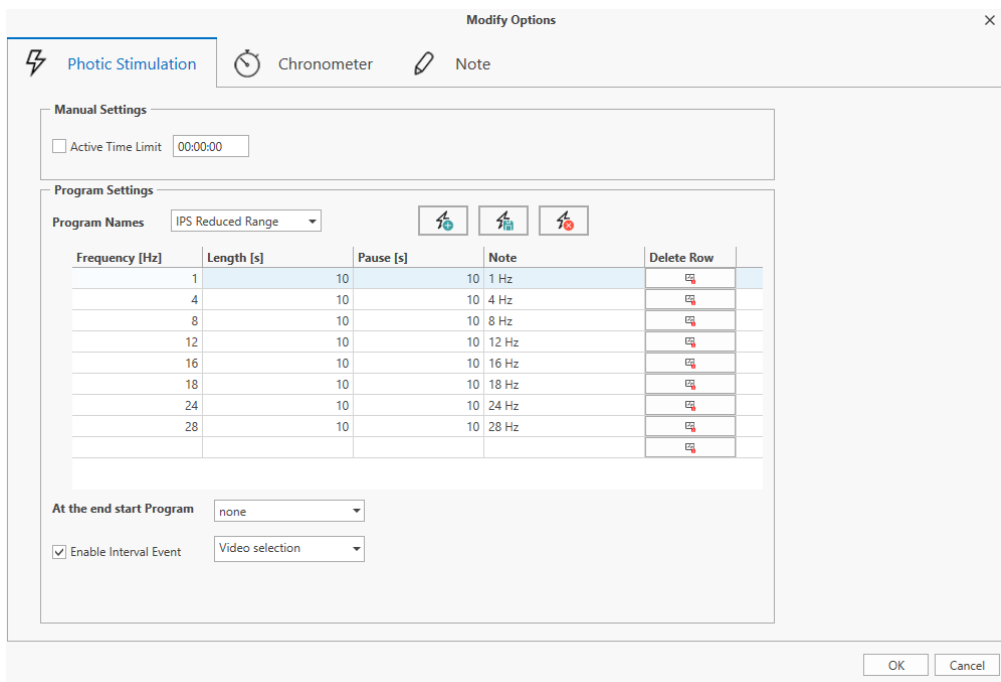 Modify Options
Photic Stimulation Chronometer Note
Manual Settings
Active Time Limit 00:00:00
Program Settings
Program Names IPS Reduced Range
Frequency [Hz] Length [s] Pause [s] Note Delete Row
1 10 10 1 Hz
4 10 10 4 Hz
8 10 10 8 Hz
12 10 10 12 Hz
16 10 10 16 Hz
18 10 10 18 Hz
24 10 10 24 Hz
28 10 10 28 Hz
At the end start Program none
Enable Interval Event Video selection
OK Cancel